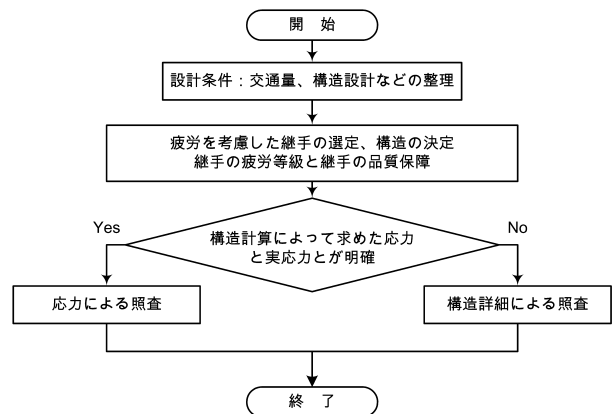 開　始
設計条件：交通量、構造設計などの整理
疲労を考慮した継手の選定、構造の決定
継手の疲労等級と継手の品質保障
Yes
No
構造計算によって求めた応力
と実応力とが明確
応力による照査
構造詳細による照査
終　了